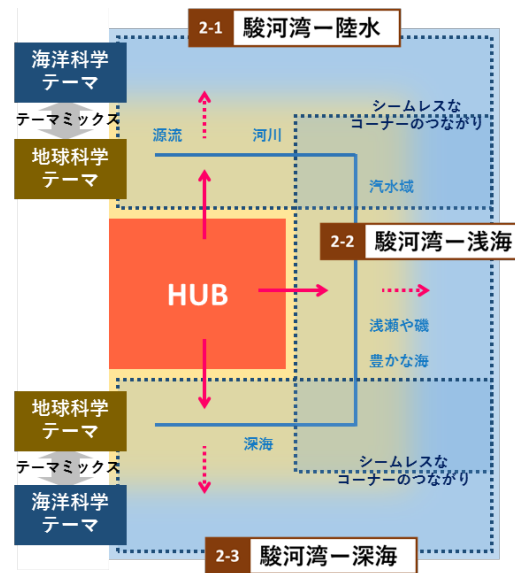 2-1 駿河湾ー陸水
海洋科学
テーマ
テーマミックス
地球科学
テーマ
シームレスな
コーナーのつながり
源流
河川
汽水域
2-2 駿河湾ー浅海
HUB
浅瀬や磯
豊かな海
地球科学
テーマ
テーマミックス
海洋科学
テーマ
深海
シームレスな
コーナーのつながり
2-3 駿河湾ー深海